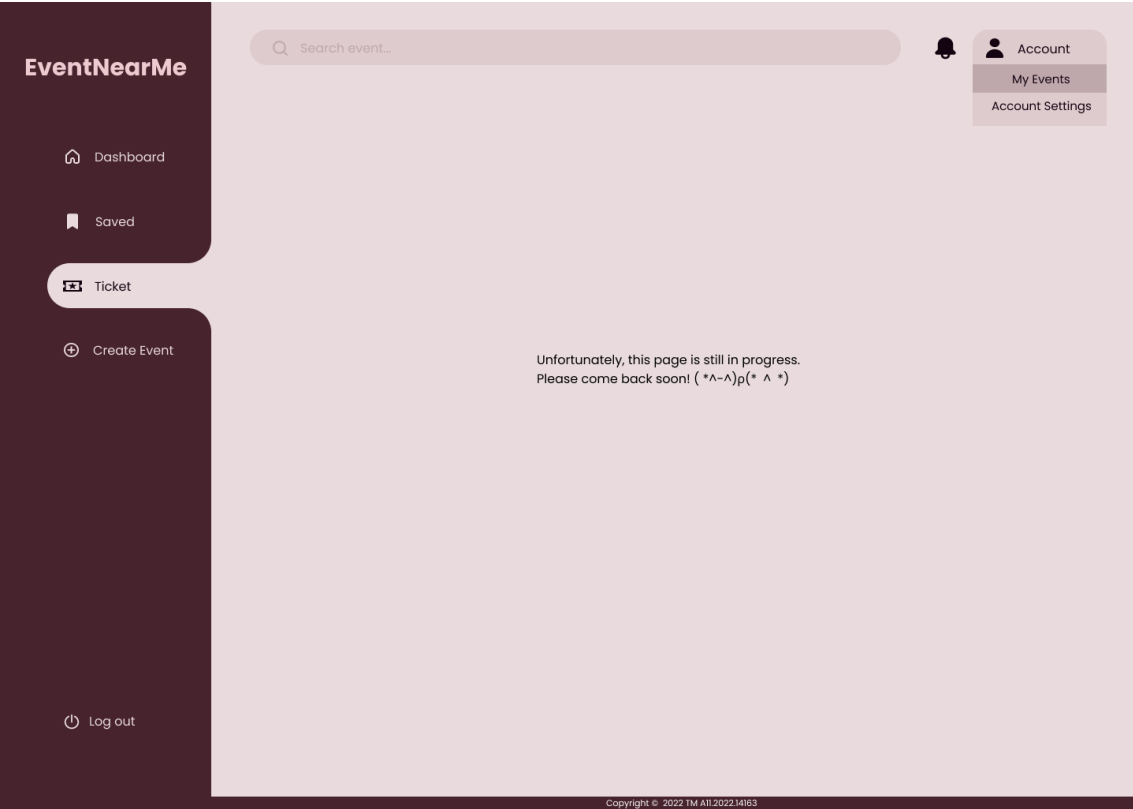 EventNearMe
Search event...
Account
My Events
Account Settings
Dashboard
Saved
Ticket
Create Event
Unfortunately, this page is still in progress.
Please come back soon! ( *^-^)ρ(* ^ *)
Log out
Copyright © 2022 TM A11.2022.14163